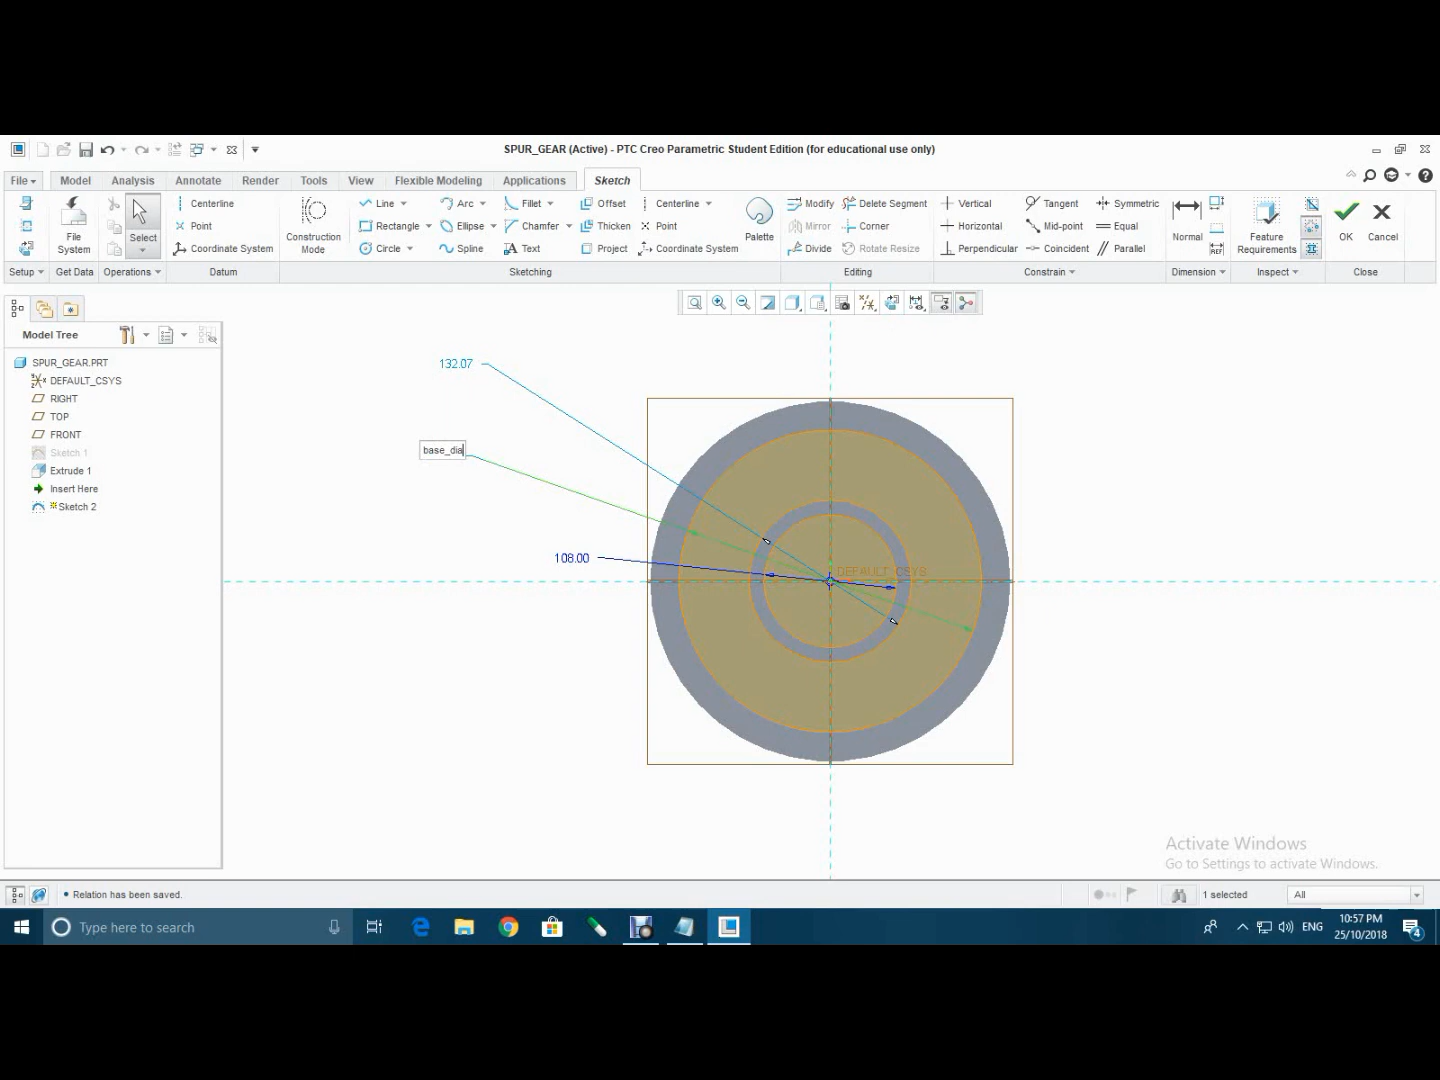 SPUR_GEAR (Active) - PTC Creo Parametric Student Edition (for educational use only)
File Model Analysis Annotate Render Tools View Flexible Modeling Applications Sketch
File System
Select
Centerline
Point
Coordinate System
Construction Mode
Line Arc Fillet Offset Centerline
Rectangle Ellipse Chamfer Thicken Point
Circle Spline Text Project Coordinate System
Palette
Modify Delete Segment
Mirror Corner
Divide Rotate Resize
Vertical Tangent Symmetric
Horizontal Mid-point Equal
Perpendicular Coincident Parallel
Normal
REF
Feature Requirements
OK Cancel
Setup Get Data Operations Datum Sketching Editing Constrain Dimension Inspect Close
Model Tree
SPUR_GEAR.PRT
DEFAULT_CSYS
RIGHT
TOP
FRONT
Sketch 1
Extrude 1
Insert Here
Sketch 2
132.07
base_dia
108.00
DEFAULT_CSYS
Activate Windows
Go to Settings to activate Windows.
Relation has been saved.
1 selected
All
Type here to search
ENG
10:57 PM
25/10/2018
4